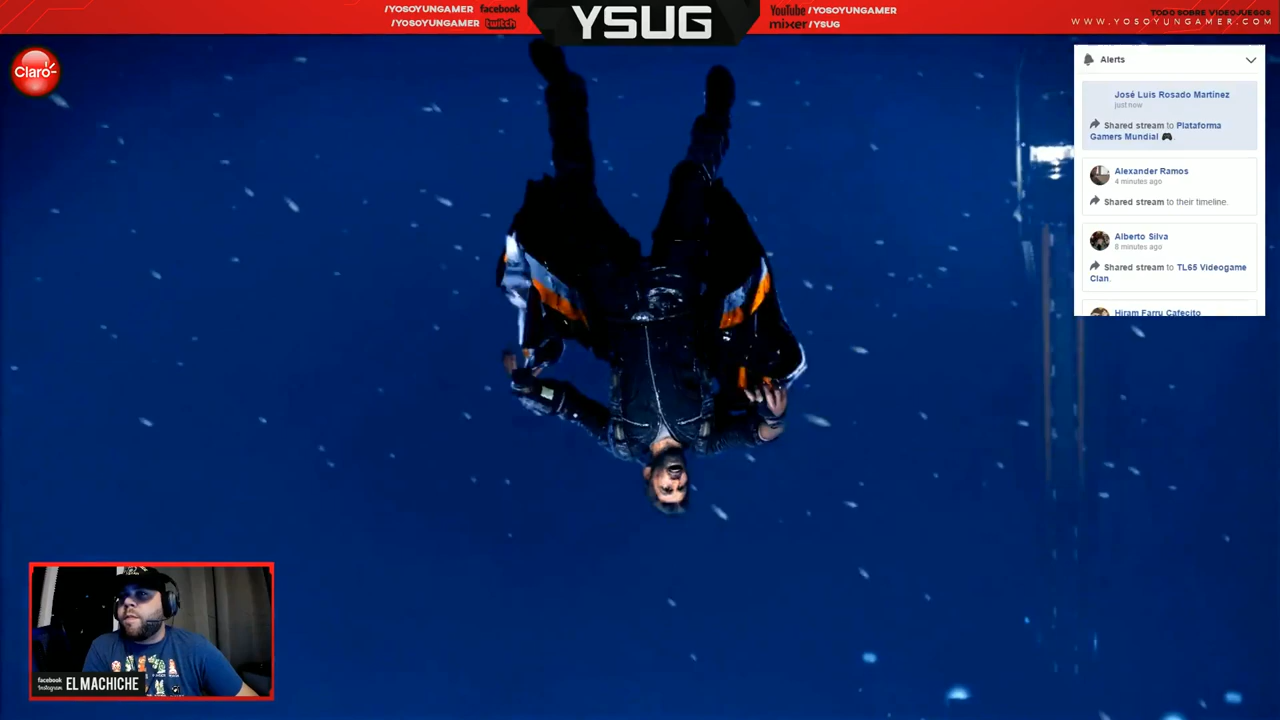 /YOSOYUNGAMER facebook
/YOSOYUNGAMER twitch
YSUG
YouTube /YOSOYUNGAMER
mixer /YSUG
TODO SOBRE VIDEOJUEGOS
WWW.YOSOYUNGAMER.COM
Claro
Alerts
José Luis Rosado Martínez
just now
Shared stream to Plataforma
Gamers Mundial 🎮.
Alexander Ramos
4 minutes ago
Shared stream to their timeline.
Alberto Silva
8 minutes ago
Shared stream to TL65 Videogame
Clan.
Hiram Farru Cafecito
facebook
Instagram
EL MACHICHE